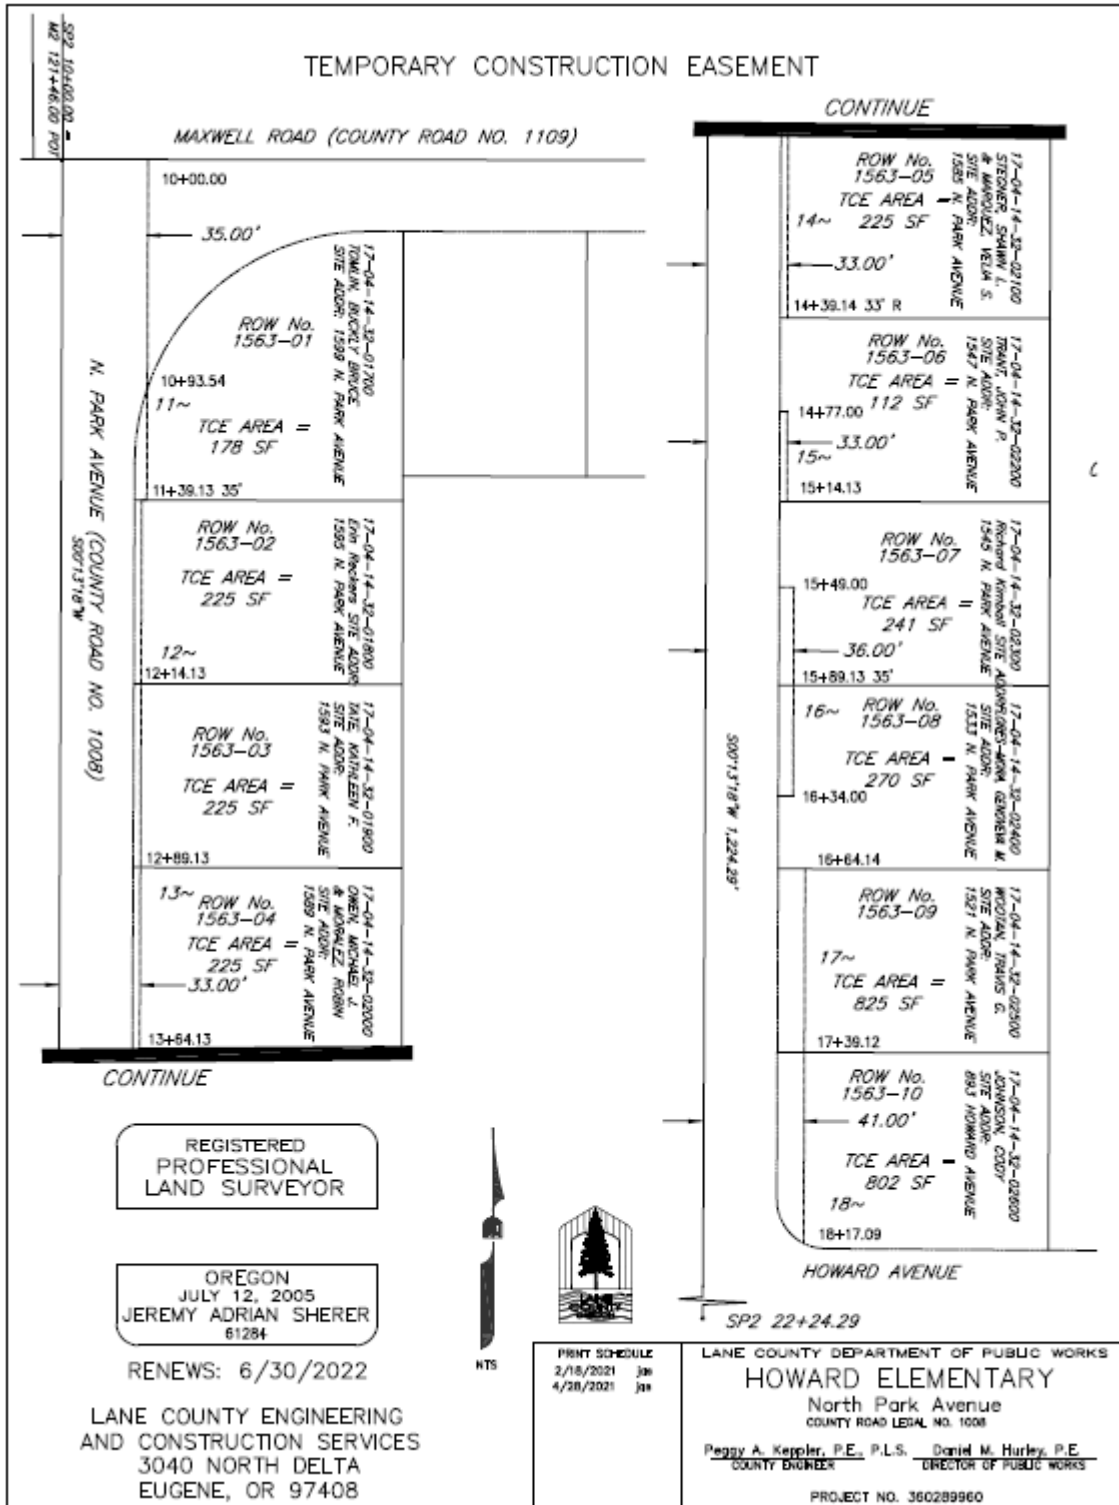 TEMPORARY CONSTRUCTION EASEMENT
SP2 10+00.00 =
M2 121+46.00 POT
MAXWELL ROAD (COUNTY ROAD NO. 1109)
10+00.00
35.00'
ROW No.
1563-01
17-04-14-32-01700
TOMLIN, BUCKLY BRUCE
SITE ADDR: 1599 N. PARK AVENUE
10+93.54
11~
TCE AREA =
178 SF
11+39.13 35'
N. PARK AVENUE (COUNTY ROAD NO. 1008)
S00°13'18"W
ROW No.
1563-02
TCE AREA =
225 SF
17-04-14-32-01800
Erin Reckers SITE ADDR:
1595 N. PARK AVENUE
12~
12+14.13
ROW No.
1563-03
TCE AREA =
225 SF
17-04-14-32-01900
TATE, KATHLEEN F.
SITE ADDR:
1593 N. PARK AVENUE
12+89.13
13~
ROW No.
1563-04
TCE AREA =
225 SF
33.00'
17-04-14-32-02000
OWEN, MICHAEL J.
& MORALEZ, ROBIN
SITE ADDR:
1589 N. PARK AVENUE
13+64.13
CONTINUE
CONTINUE
ROW No.
1563-05
TCE AREA =
225 SF
14~
33.00'
17-04-14-32-02100
STEGNER, SHAWN L.
& MARQUEZ, VELIA S.
SITE ADDR:
1585 N. PARK AVENUE
14+39.14 33' R
ROW No.
1563-06
TCE AREA =
112 SF
14+77.00
33.00'
15~
15+14.13
17-04-14-32-02200
TRANT, JOHN P.
SITE ADDR:
1547 N. PARK AVENUE
ROW No.
1563-07
15+49.00
TCE AREA =
241 SF
36.00'
15+89.13 35'
17-04-14-32-02300
Richard Kimball SITE
1545 N. PARK AVENUE
16~
ROW No.
1563-08
TCE AREA =
270 SF
16+34.00
16+64.14
17-04-14-32-02400
GENOVEVA M.
SITE ADDR:
1533 N. PARK AVENUE
S00°13'18"W 1,224.29'
ROW No.
1563-09
17~
TCE AREA =
825 SF
17+39.12
17-04-14-32-02500
WOOTAN, TRAVIS G.
SITE ADDR:
1521 N. PARK AVENUE
ROW No.
1563-10
41.00'
TCE AREA =
802 SF
18~
18+17.09
17-04-14-32-02600
JOHNSON, CODY
SITE ADDR:
893 HOWARD AVENUE
HOWARD AVENUE
SP2 22+24.29
REGISTERED
PROFESSIONAL
LAND SURVEYOR
OREGON
JULY 12, 2005
JEREMY ADRIAN SHERER
61284
RENEWS: 6/30/2022
LANE COUNTY ENGINEERING
AND CONSTRUCTION SERVICES
3040 NORTH DELTA
EUGENE, OR 97408
NTS
LANE
COUNTY
PRINT SCHEDULE
2/18/2021 jas
4/28/2021 jas
LANE COUNTY DEPARTMENT OF PUBLIC WORKS
HOWARD ELEMENTARY
North Park Avenue
COUNTY ROAD LEGAL NO. 1008
Peggy A. Keppler, P.E., P.L.S. Daniel M. Hurley, P.E.
COUNTY ENGINEER DIRECTOR OF PUBLIC WORKS
PROJECT NO. 360289960